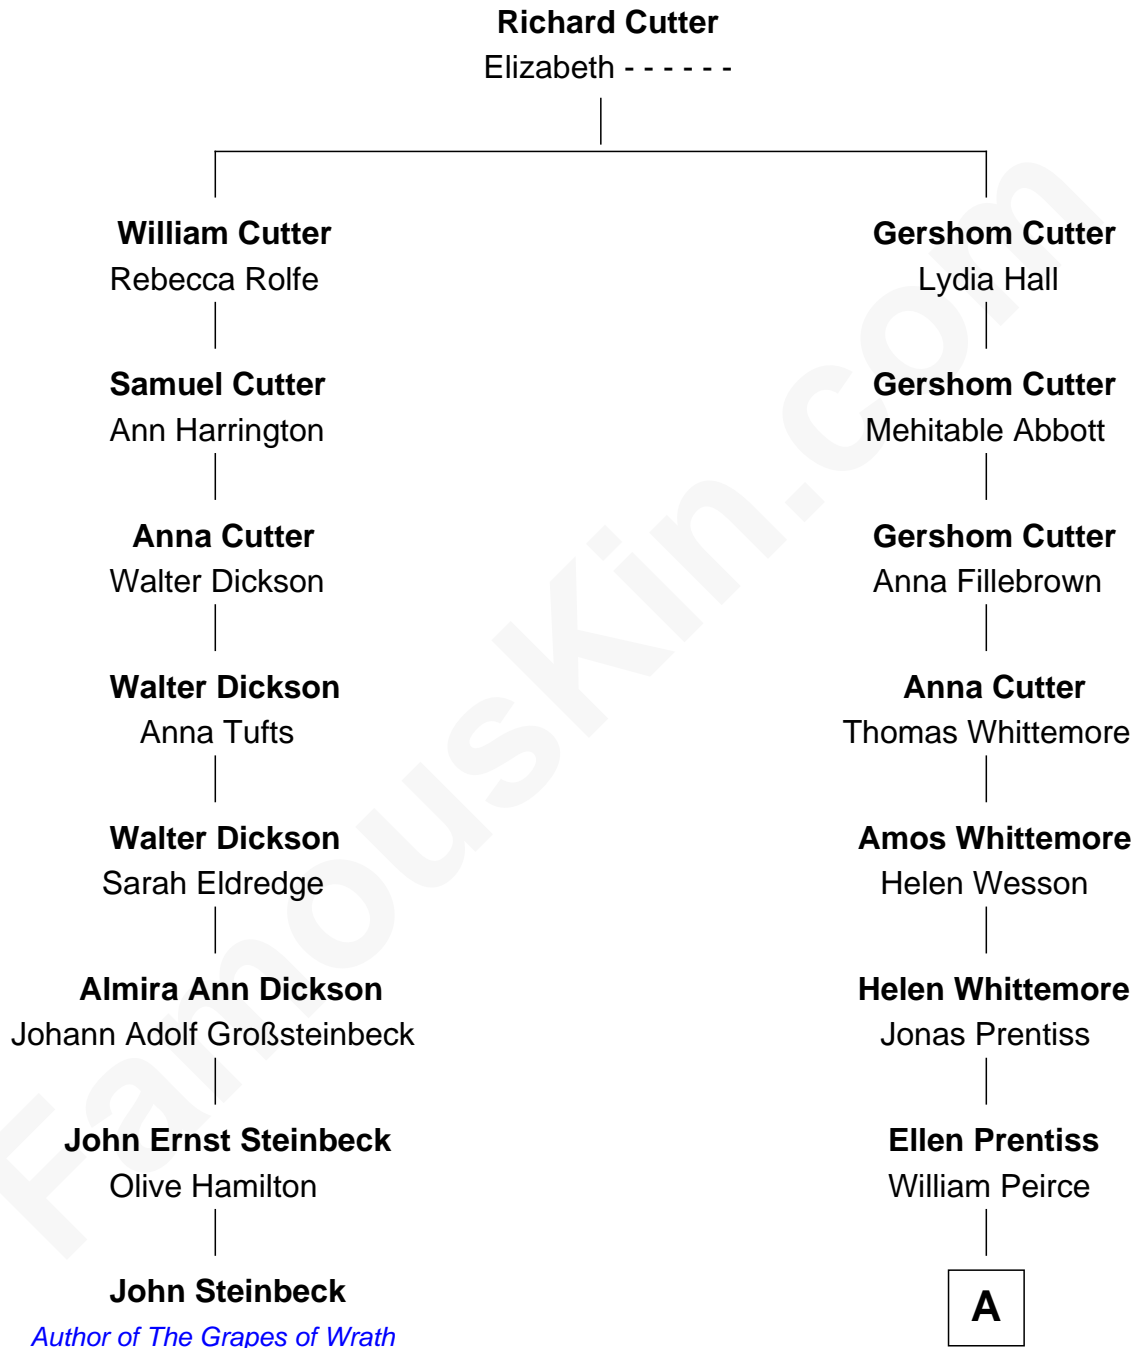 Richard Cutter
Elizabeth - - - - - -
William Cutter
Rebecca Rolfe
Gershom Cutter
Lydia Hall
Samuel Cutter
Ann Harrington
Gershom Cutter
Mehitable Abbott
Anna Cutter
Walter Dickson
Gershom Cutter
Anna Fillebrown
Walter Dickson
Anna Tufts
Anna Cutter
Thomas Whittemore
Walter Dickson
Sarah Eldredge
Amos Whittemore
Helen Wesson
Almira Ann Dickson
Johann Adolf Großsteinbeck
Helen Whittemore
Jonas Prentiss
John Ernst Steinbeck
Olive Hamilton
Ellen Prentiss
William Peirce
John Steinbeck
Author of The Grapes of Wrath
A
FamousKin.com